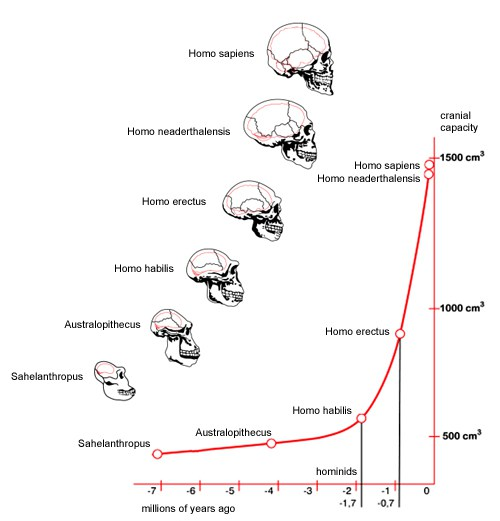 Homo sapiens
Homo neaderthalensis
Homo erectus
Homo habilis
Australopithecus
Sahelanthropus
cranial
capacity
1500 cm³
Homo sapiens
Homo neaderthalensis
1000 cm³
Homo erectus
Homo habilis
Australopithecus
500 cm³
Sahelanthropus
hominids
-7 -6 -5 -4 -3 -2 -1 0
-1,7 -0,7
millions of years ago